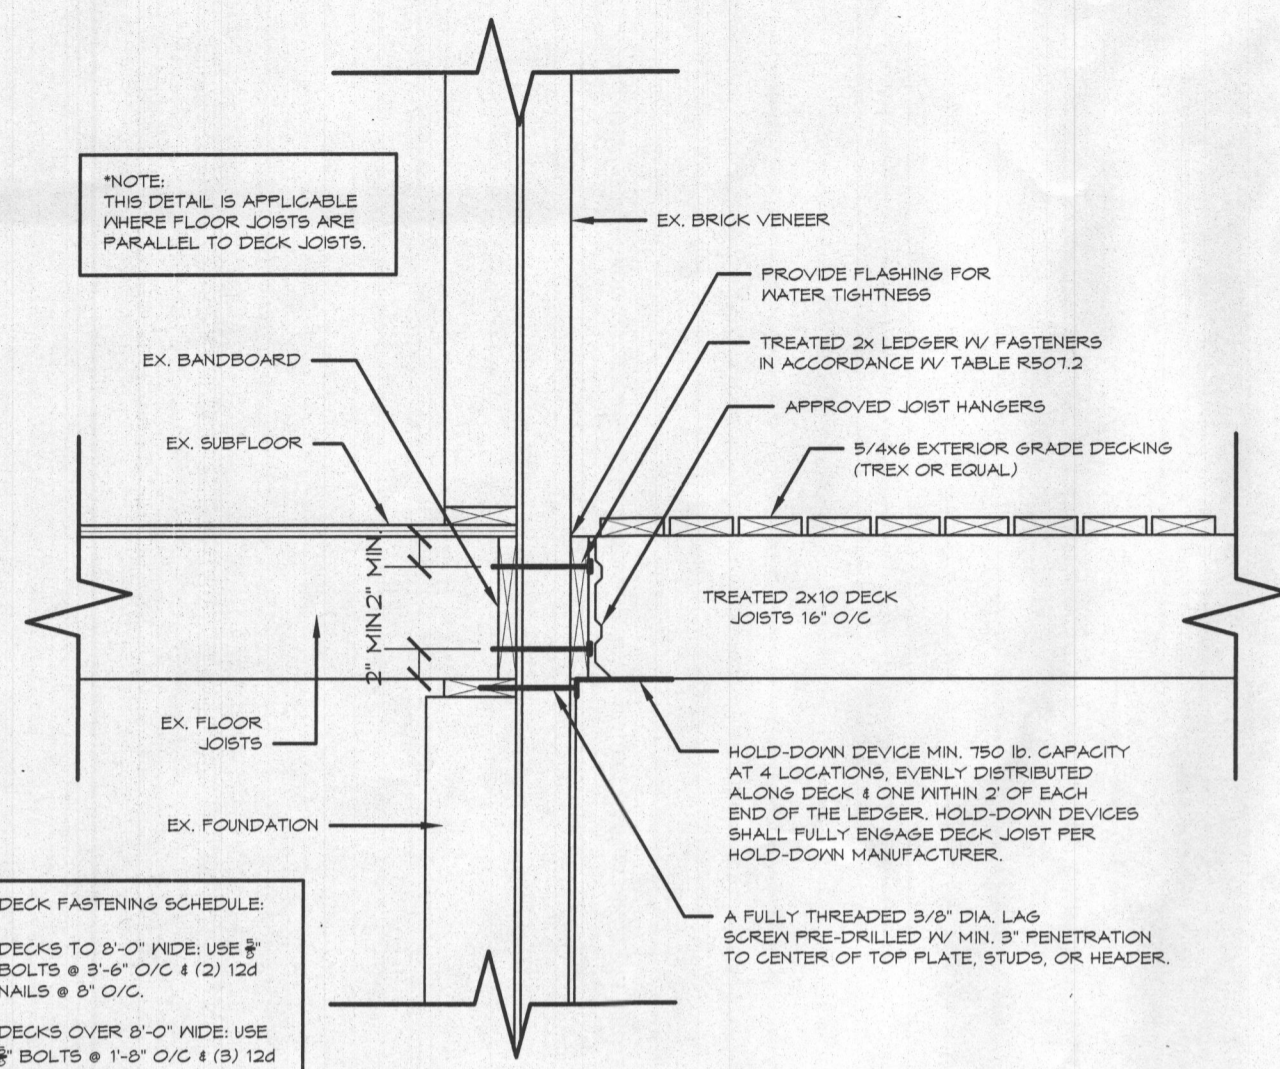 *NOTE:
THIS DETAIL IS APPLICABLE
WHERE FLOOR JOISTS ARE
PARALLEL TO DECK JOISTS.
EX. BRICK VENEER
PROVIDE FLASHING FOR
WATER TIGHTNESS
EX. BANDBOARD
TREATED 2x LEDGER W/ FASTENERS
IN ACCORDANCE W/ TABLE R507.2
APPROVED JOIST HANGERS
EX. SUBFLOOR
5/4x6 EXTERIOR GRADE DECKING
(TREX OR EQUAL)
2" MIN.
2" MIN
TREATED 2x10 DECK
JOISTS 16" O/C
EX. FLOOR
JOISTS
HOLD-DOWN DEVICE MIN. 750 lb. CAPACITY
AT 4 LOCATIONS, EVENLY DISTRIBUTED
ALONG DECK & ONE WITHIN 2' OF EACH
END OF THE LEDGER. HOLD-DOWN DEVICES
SHALL FULLY ENGAGE DECK JOIST PER
HOLD-DOWN MANUFACTURER.
EX. FOUNDATION
A FULLY THREADED 3/8" DIA. LAG
SCREW PRE-DRILLED W/ MIN. 3" PENETRATION
TO CENTER OF TOP PLATE, STUDS, OR HEADER.
DECK FASTENING SCHEDULE:
DECKS TO 8'-0" WIDE: USE
BOLTS @ 3'-6" O/C & (2) 12d
NAILS @ 8" O/C.
DECKS OVER 8'-0" WIDE: USE
BOLTS @ 1'-8" O/C & (3) 12d